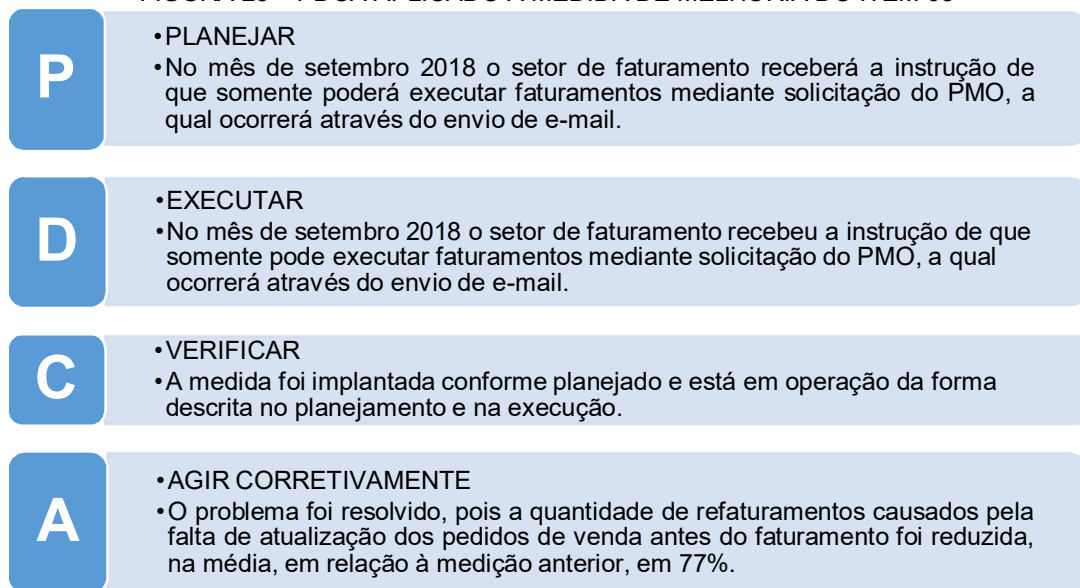 P
•PLANEJAR
•No mês de setembro 2018 o setor de faturamento receberá a instrução de
que somente poderá executar faturamentos mediante solicitação do PMO, a
qual ocorrerá através do envio de e-mail.
D
•EXECUTAR
•No mês de setembro 2018 o setor de faturamento recebeu a instrução de que
somente pode executar faturamentos mediante solicitação do PMO, a qual
ocorrerá através do envio de e-mail.
C
•VERIFICAR
•A medida foi implantada conforme planejado e está em operação da forma
descrita no planejamento e na execução.
A
•AGIR CORRETIVAMENTE
•O problema foi resolvido, pois a quantidade de refaturamentos causados pela
falta de atualização dos pedidos de venda antes do faturamento foi reduzida,
na média, em relação à medição anterior, em 77%.